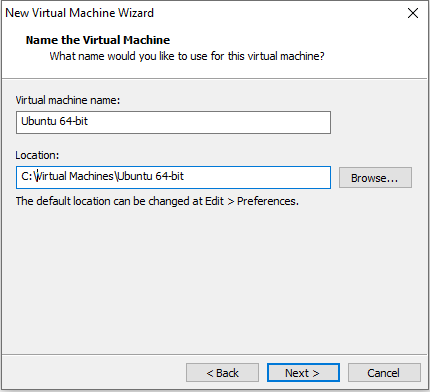 New Virtual Machine Wizard
Name the Virtual Machine
What name would you like to use for this virtual machine?
Virtual machine name:
Ubuntu 64-bit
Location:
C:\Virtual Machines\Ubuntu 64-bit
Browse...
The default location can be changed at Edit > Preferences.
< Back
Next >
Cancel